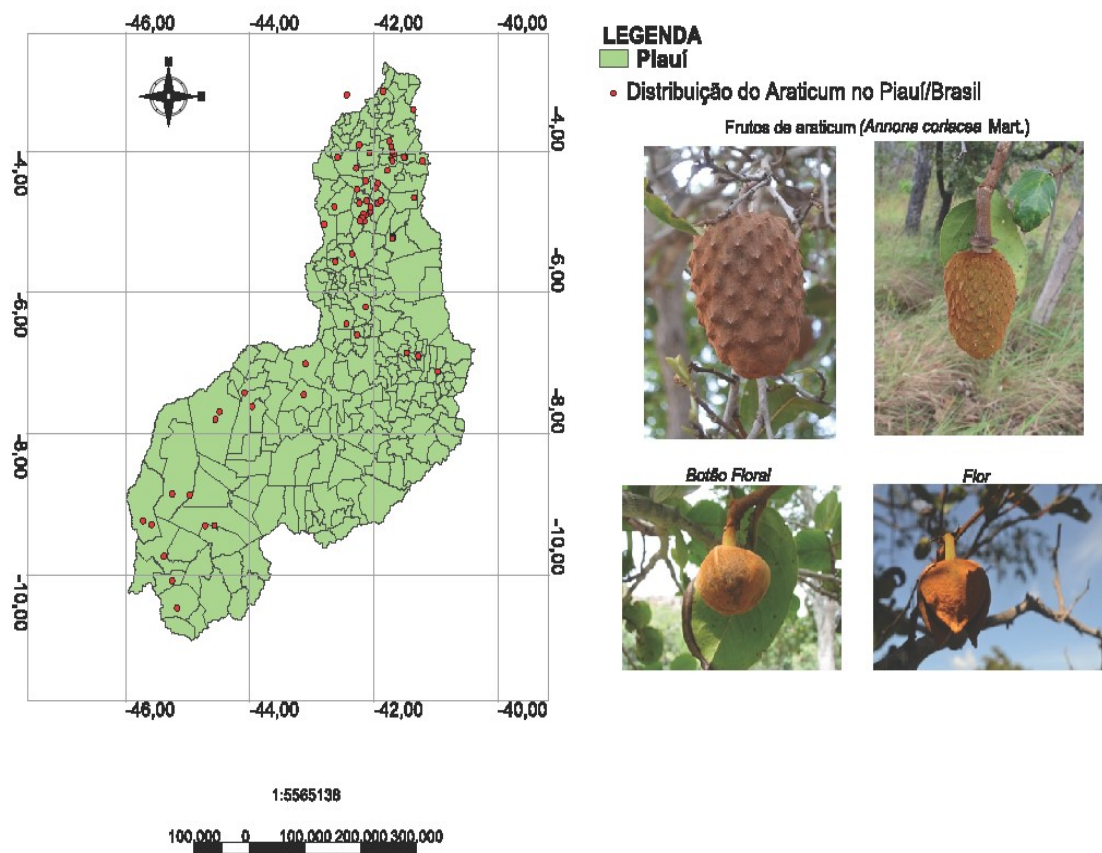 -46,00 -44,00 -42,00 -40,00
N
-4,00 -4,00
-6,00 -6,00
-8,00 -8,00
-10,00 -10,00
-46,00 -44,00 -42,00 -40,00
1:5565138
100,000 0 100,000 200,000 300,000
LEGENDA
Piauí
Distribuição do Araticum no Piauí/Brasil
Frutos de araticum (Annona coriacea Mart.)
Botão Floral
Flor